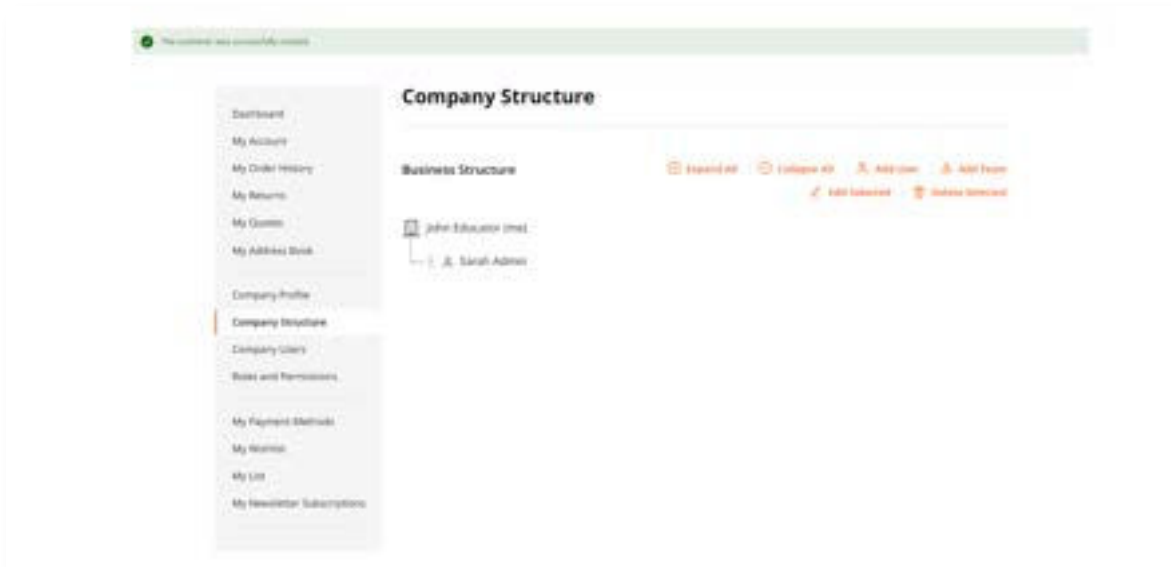 The customer was successfully created.
Company Structure
Dashboard
My Account
My Order History
My Returns
My Quotes
My Address Book
Company Profile
Company Structure
Company Users
Roles and Permissions
My Payment Methods
My Wishlist
My List
My Newsletter Subscriptions
Business Structure
Expand All
Collapse All
Add User
Add Team
Edit Selected
Delete Selected
John Educator (me)
Sarah Admin